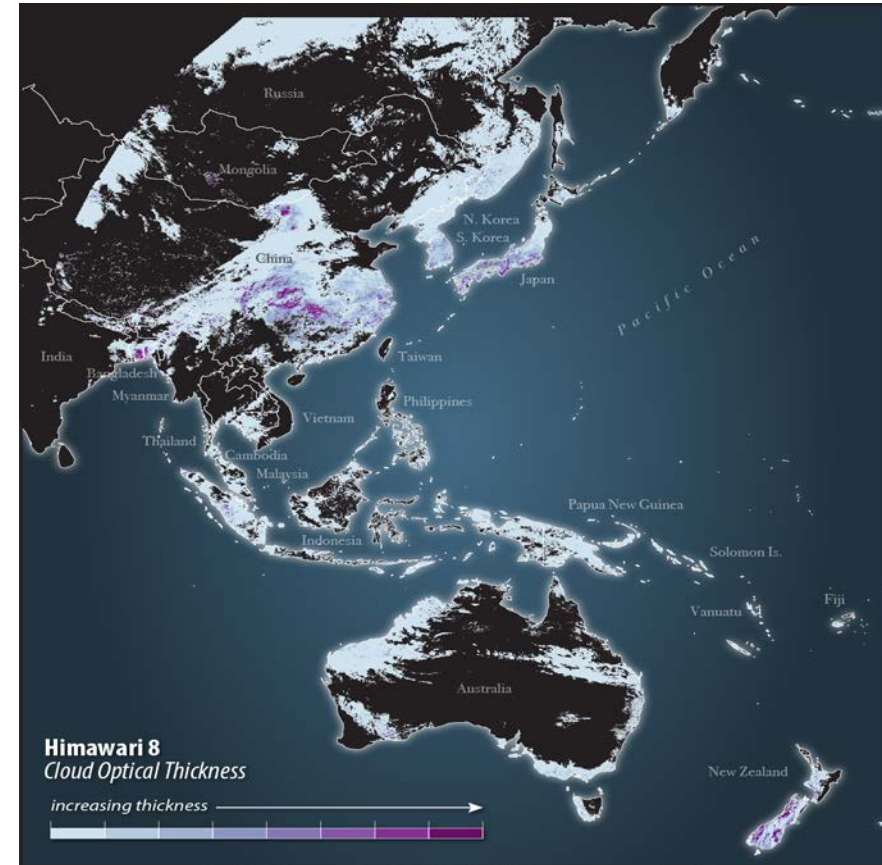 Russia
Mongolia
N. Korea
S. Korea
China
Japan
Pacific Ocean
India
Bangladesh
Taiwan
Myanmar
Philippines
Vietnam
Thailand
Cambodia
Malaysia
Papua New Guinea
Indonesia
Solomon Is.
Vanuatu
Fiji
Australia
New Zealand
Himawari 8
Cloud Optical Thickness
increasing thickness